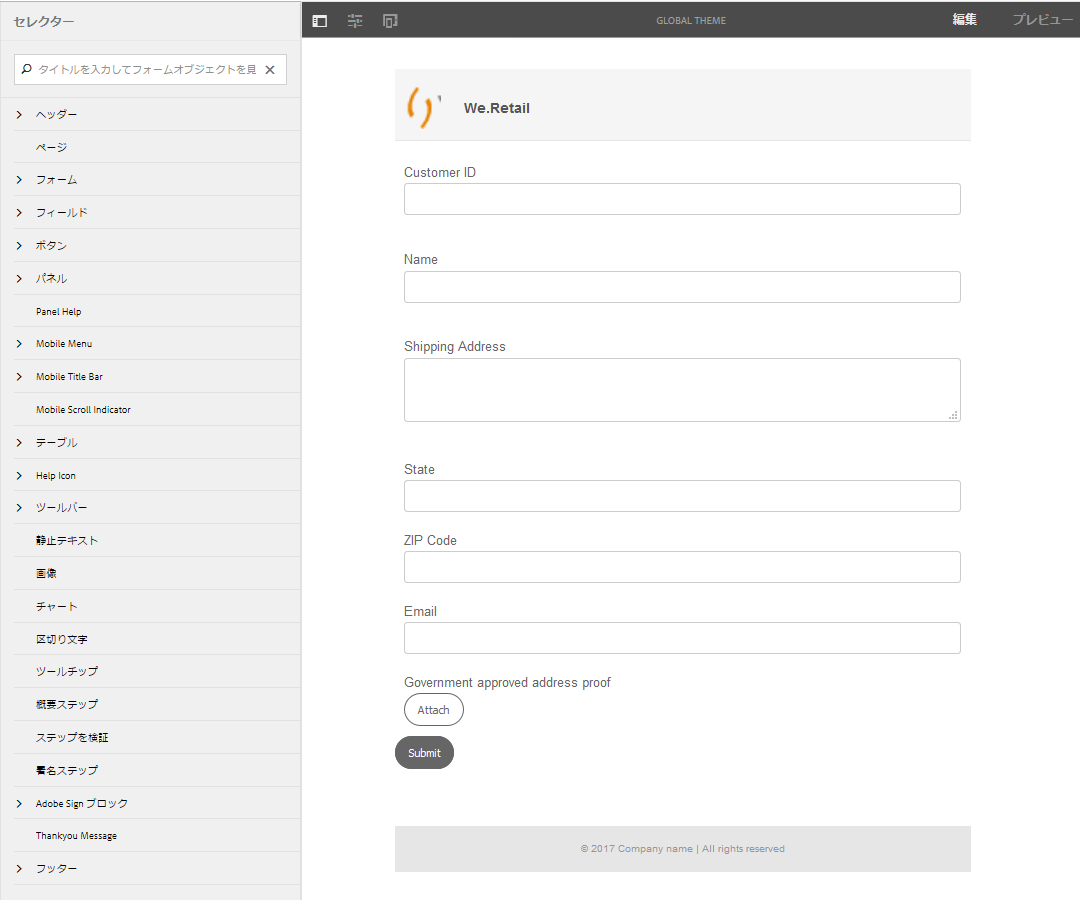 セレクター
タイトルを入力してフォームオブジェクトを見
ヘッダー
ページ
フォーム
フィールド
ボタン
パネル
Panel Help
Mobile Menu
Mobile Title Bar
Mobile Scroll Indicator
テーブル
Help Icon
ツールバー
静止テキスト
画像
チャート
区切り文字
ツールチップ
概要ステップ
ステップを検証
署名ステップ
Adobe Sign ブロック
Thankyou Message
フッター
GLOBAL THEME
編集
プレビュー
We.Retail
Customer ID
Name
Shipping Address
State
ZIP Code
Email
Government approved address proof
Attach
Submit
© 2017 Company name | All rights reserved